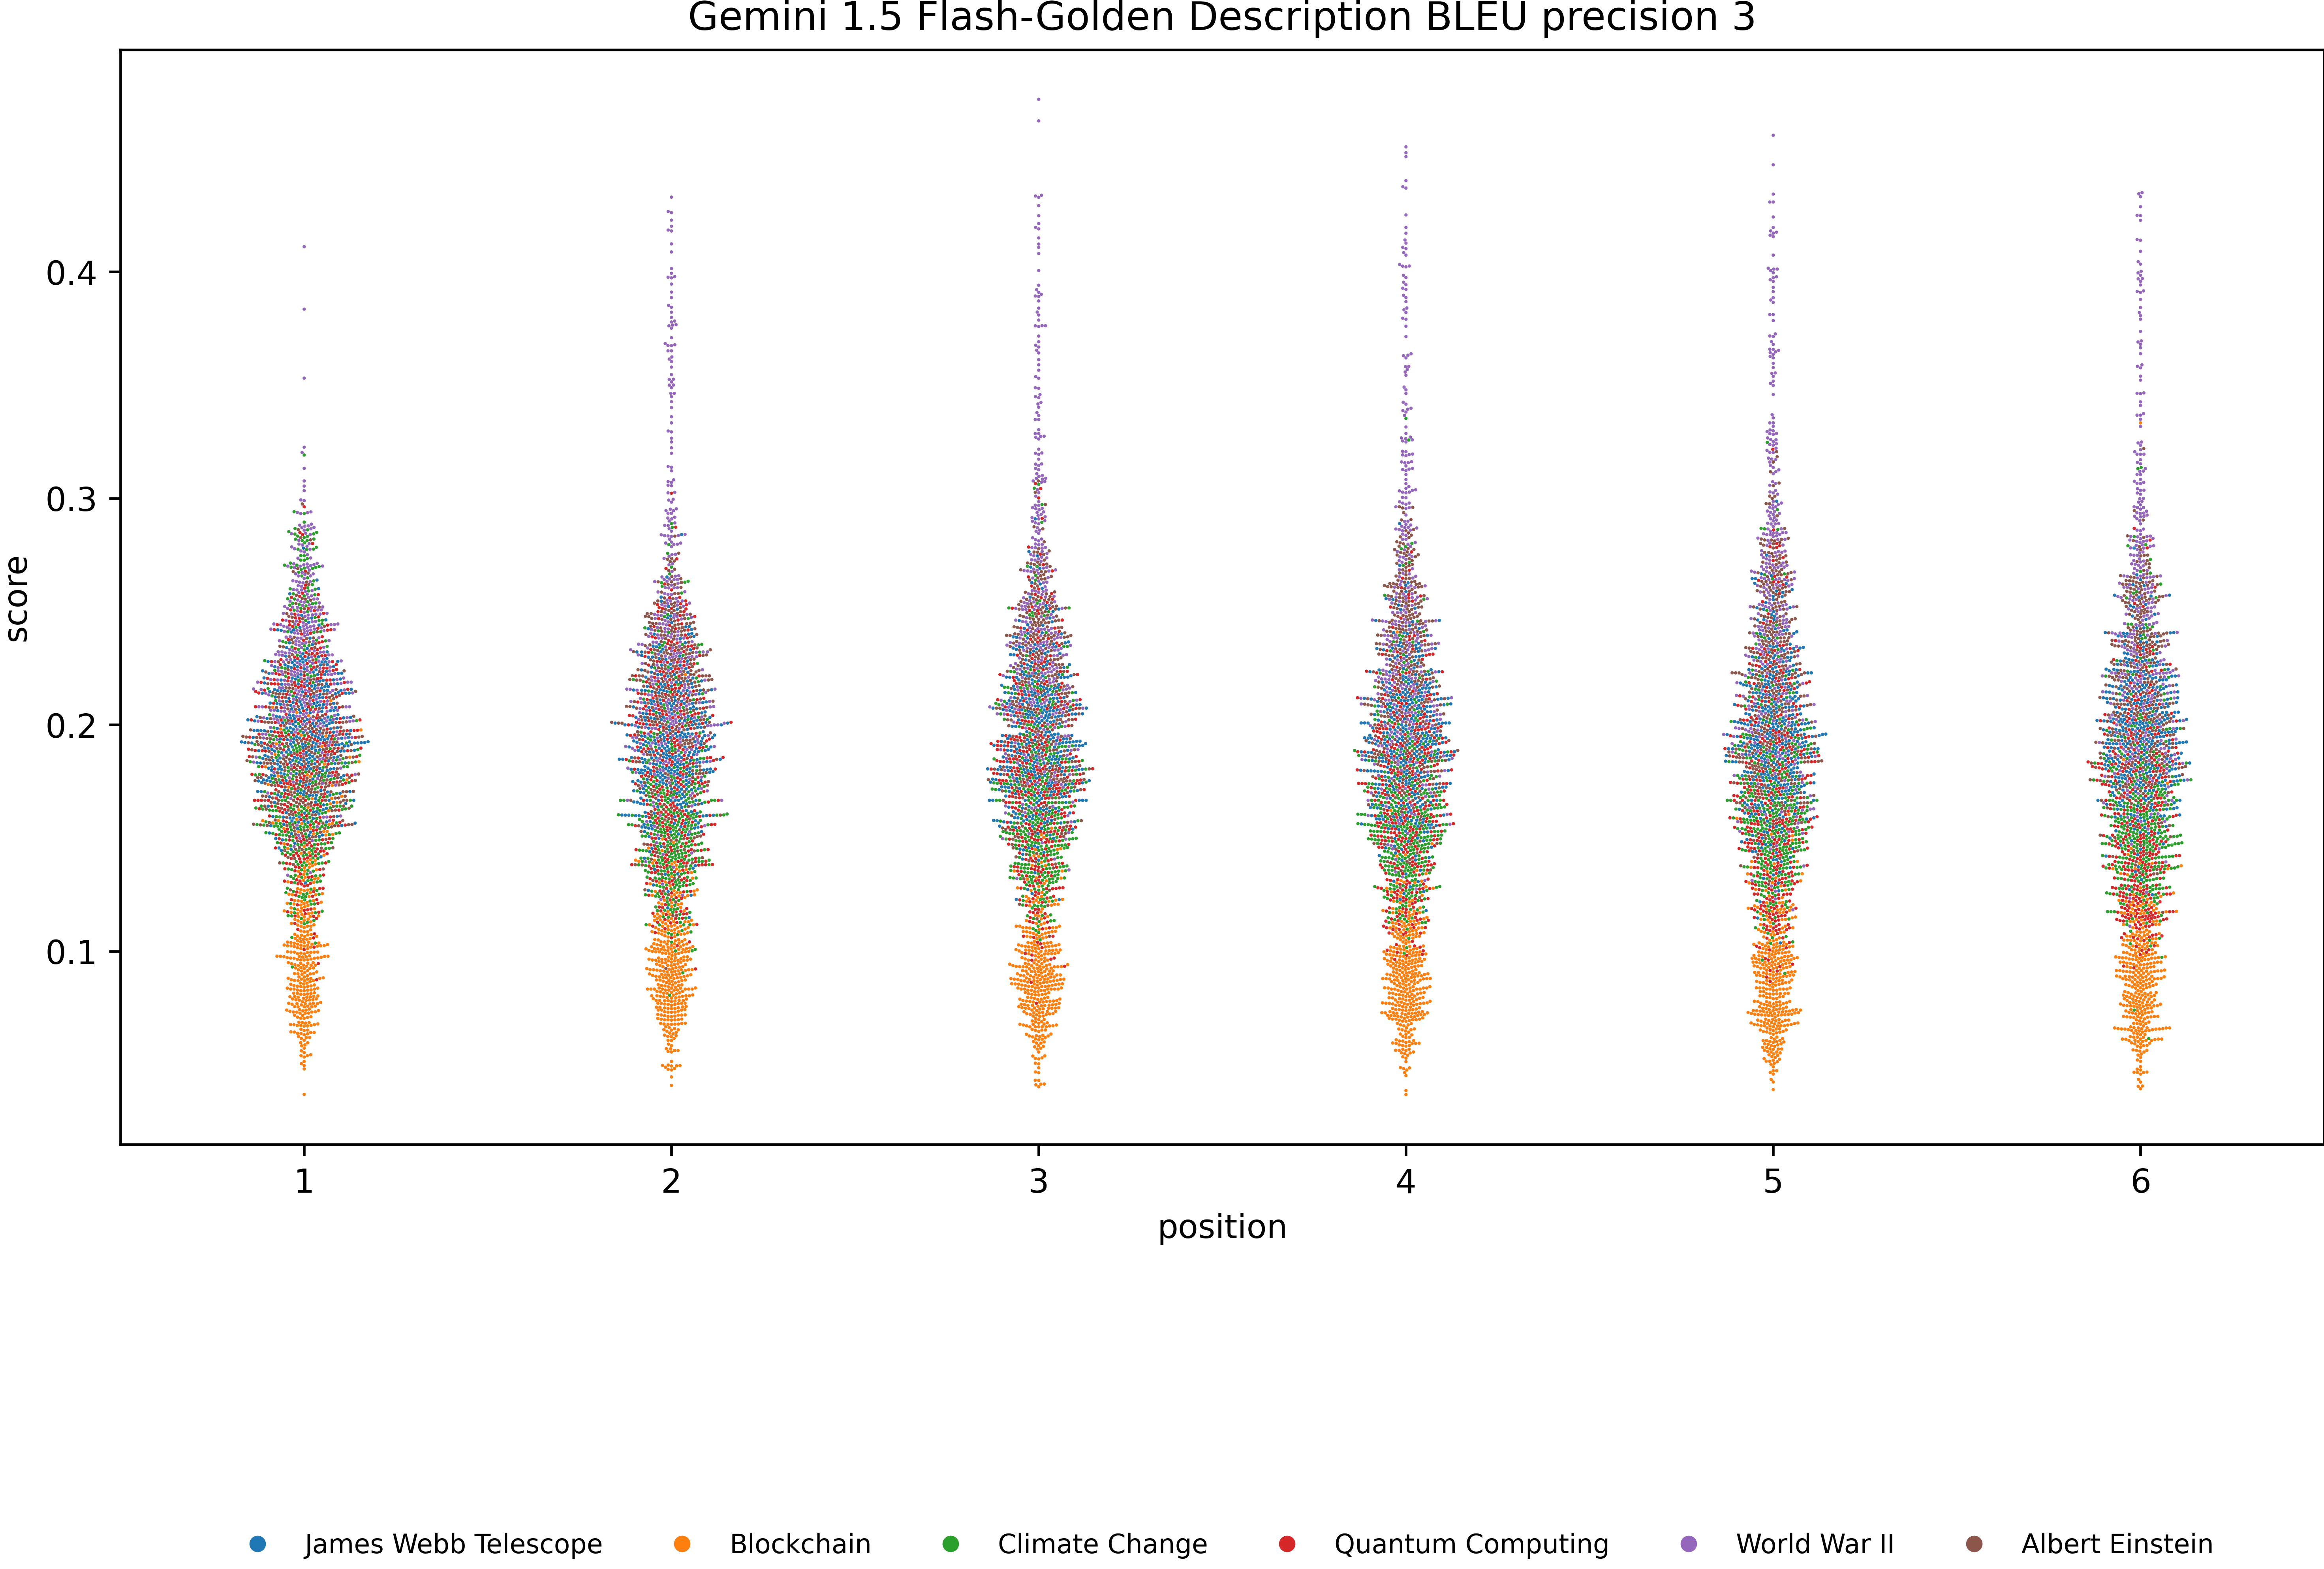 Gemini 1.5 Flash-Golden Description BLEU precision 3
score
0.4
0.3
0.2
0.1
1 2 3 4 5 6
position
James Webb Telescope Blockchain Climate Change Quantum Computing World War II Albert Einstein